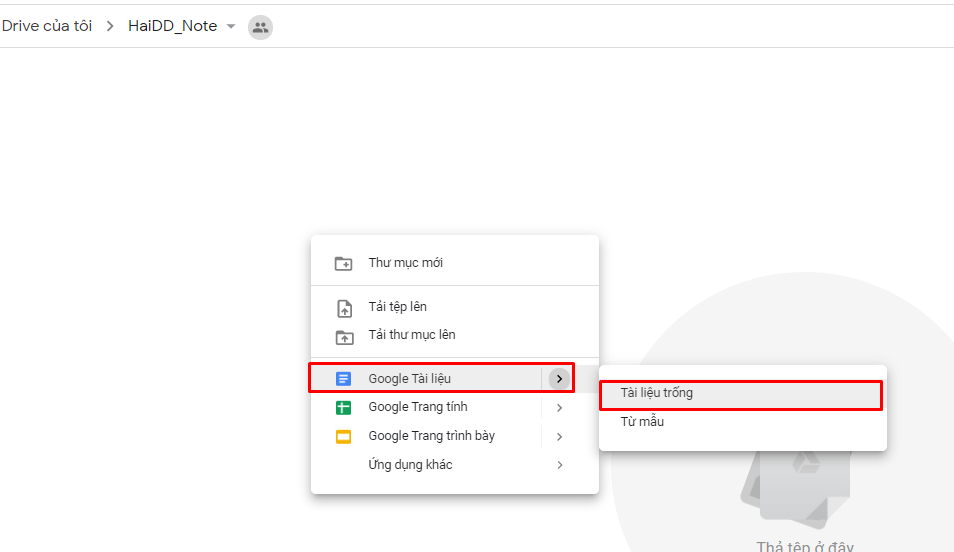 Drive của tôi > HaiDD_Note
Thư mục mới
Tải tệp lên
Tải thư mục lên
Google Tài liệu
Google Trang tính
Google Trang trình bày
Ứng dụng khác
Tài liệu trống
Từ mẫu
Thả tệp ở đây